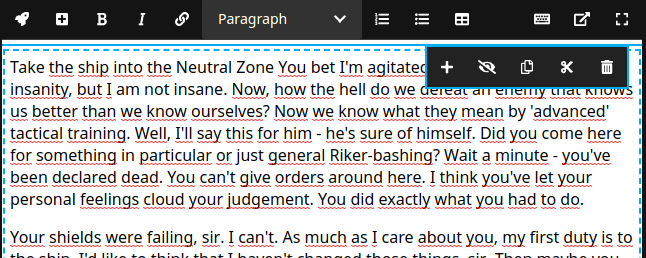 Paragraph
Take the ship into the Neutral Zone You bet I'm agitated
insanity, but I am not insane. Now, how the hell do we defeat an enemy that knows
us better than we know ourselves? Now we know what they mean by 'advanced'
tactical training. Well, I'll say this for him - he's sure of himself. Did you come here
for something in particular or just general Riker-bashing? Wait a minute - you've
been declared dead. You can't give orders around here. I think you've let your
personal feelings cloud your judgement. You did exactly what you had to do.
Your shields were failing, sir. I can't. As much as I care about you, my first duty is to
the ship. I'd like to think that I haven't changed those things, sir. Then maybe you